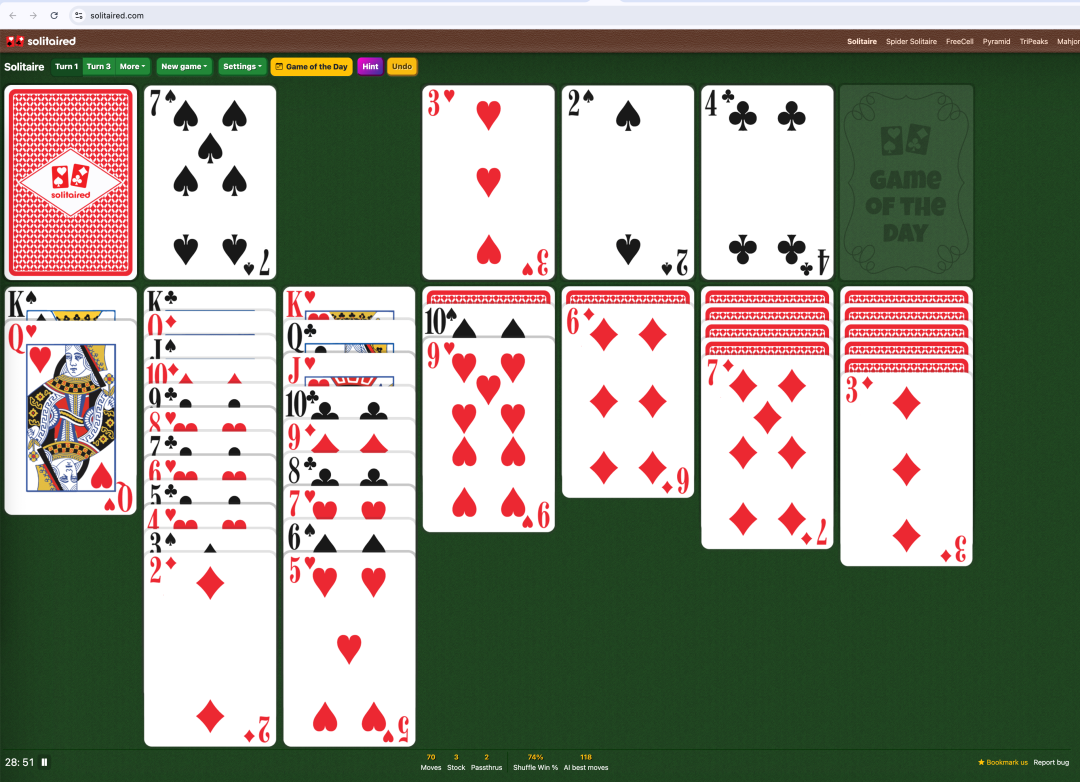 solitaired.com
solitaired
Solitaire Spider Solitaire FreeCell Pyramid TriPeaks Mahjor
Solitaire Turn 1 Turn 3 More New game Settings Game of the Day Hint Undo
solitaired
7 7
3 3
2 2
4 4
GAME OF THE DAY
K
Q Q
K
Q
J
10
9
8
7
6
5
4
3
2 2
K
Q
J
10
9
8
7
6
5 5
10
9 9
6 6
7 7
3 3
28: 51
70 3 2 74% 118
Moves Stock Passthrus Shuffle Win % AI best moves
Bookmark us Report bug